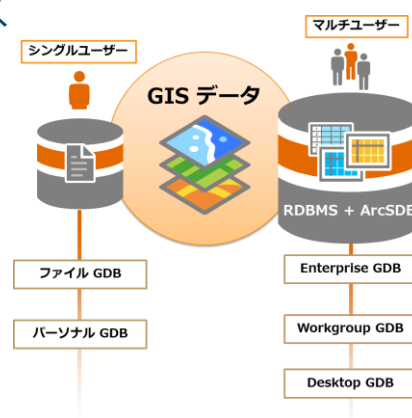 シングルユーザー
マルチユーザー
GIS データ
RDBMS + ArcSDE
ファイル GDB
パーソナル GDB
Enterprise GDB
Workgroup GDB
Desktop GDB